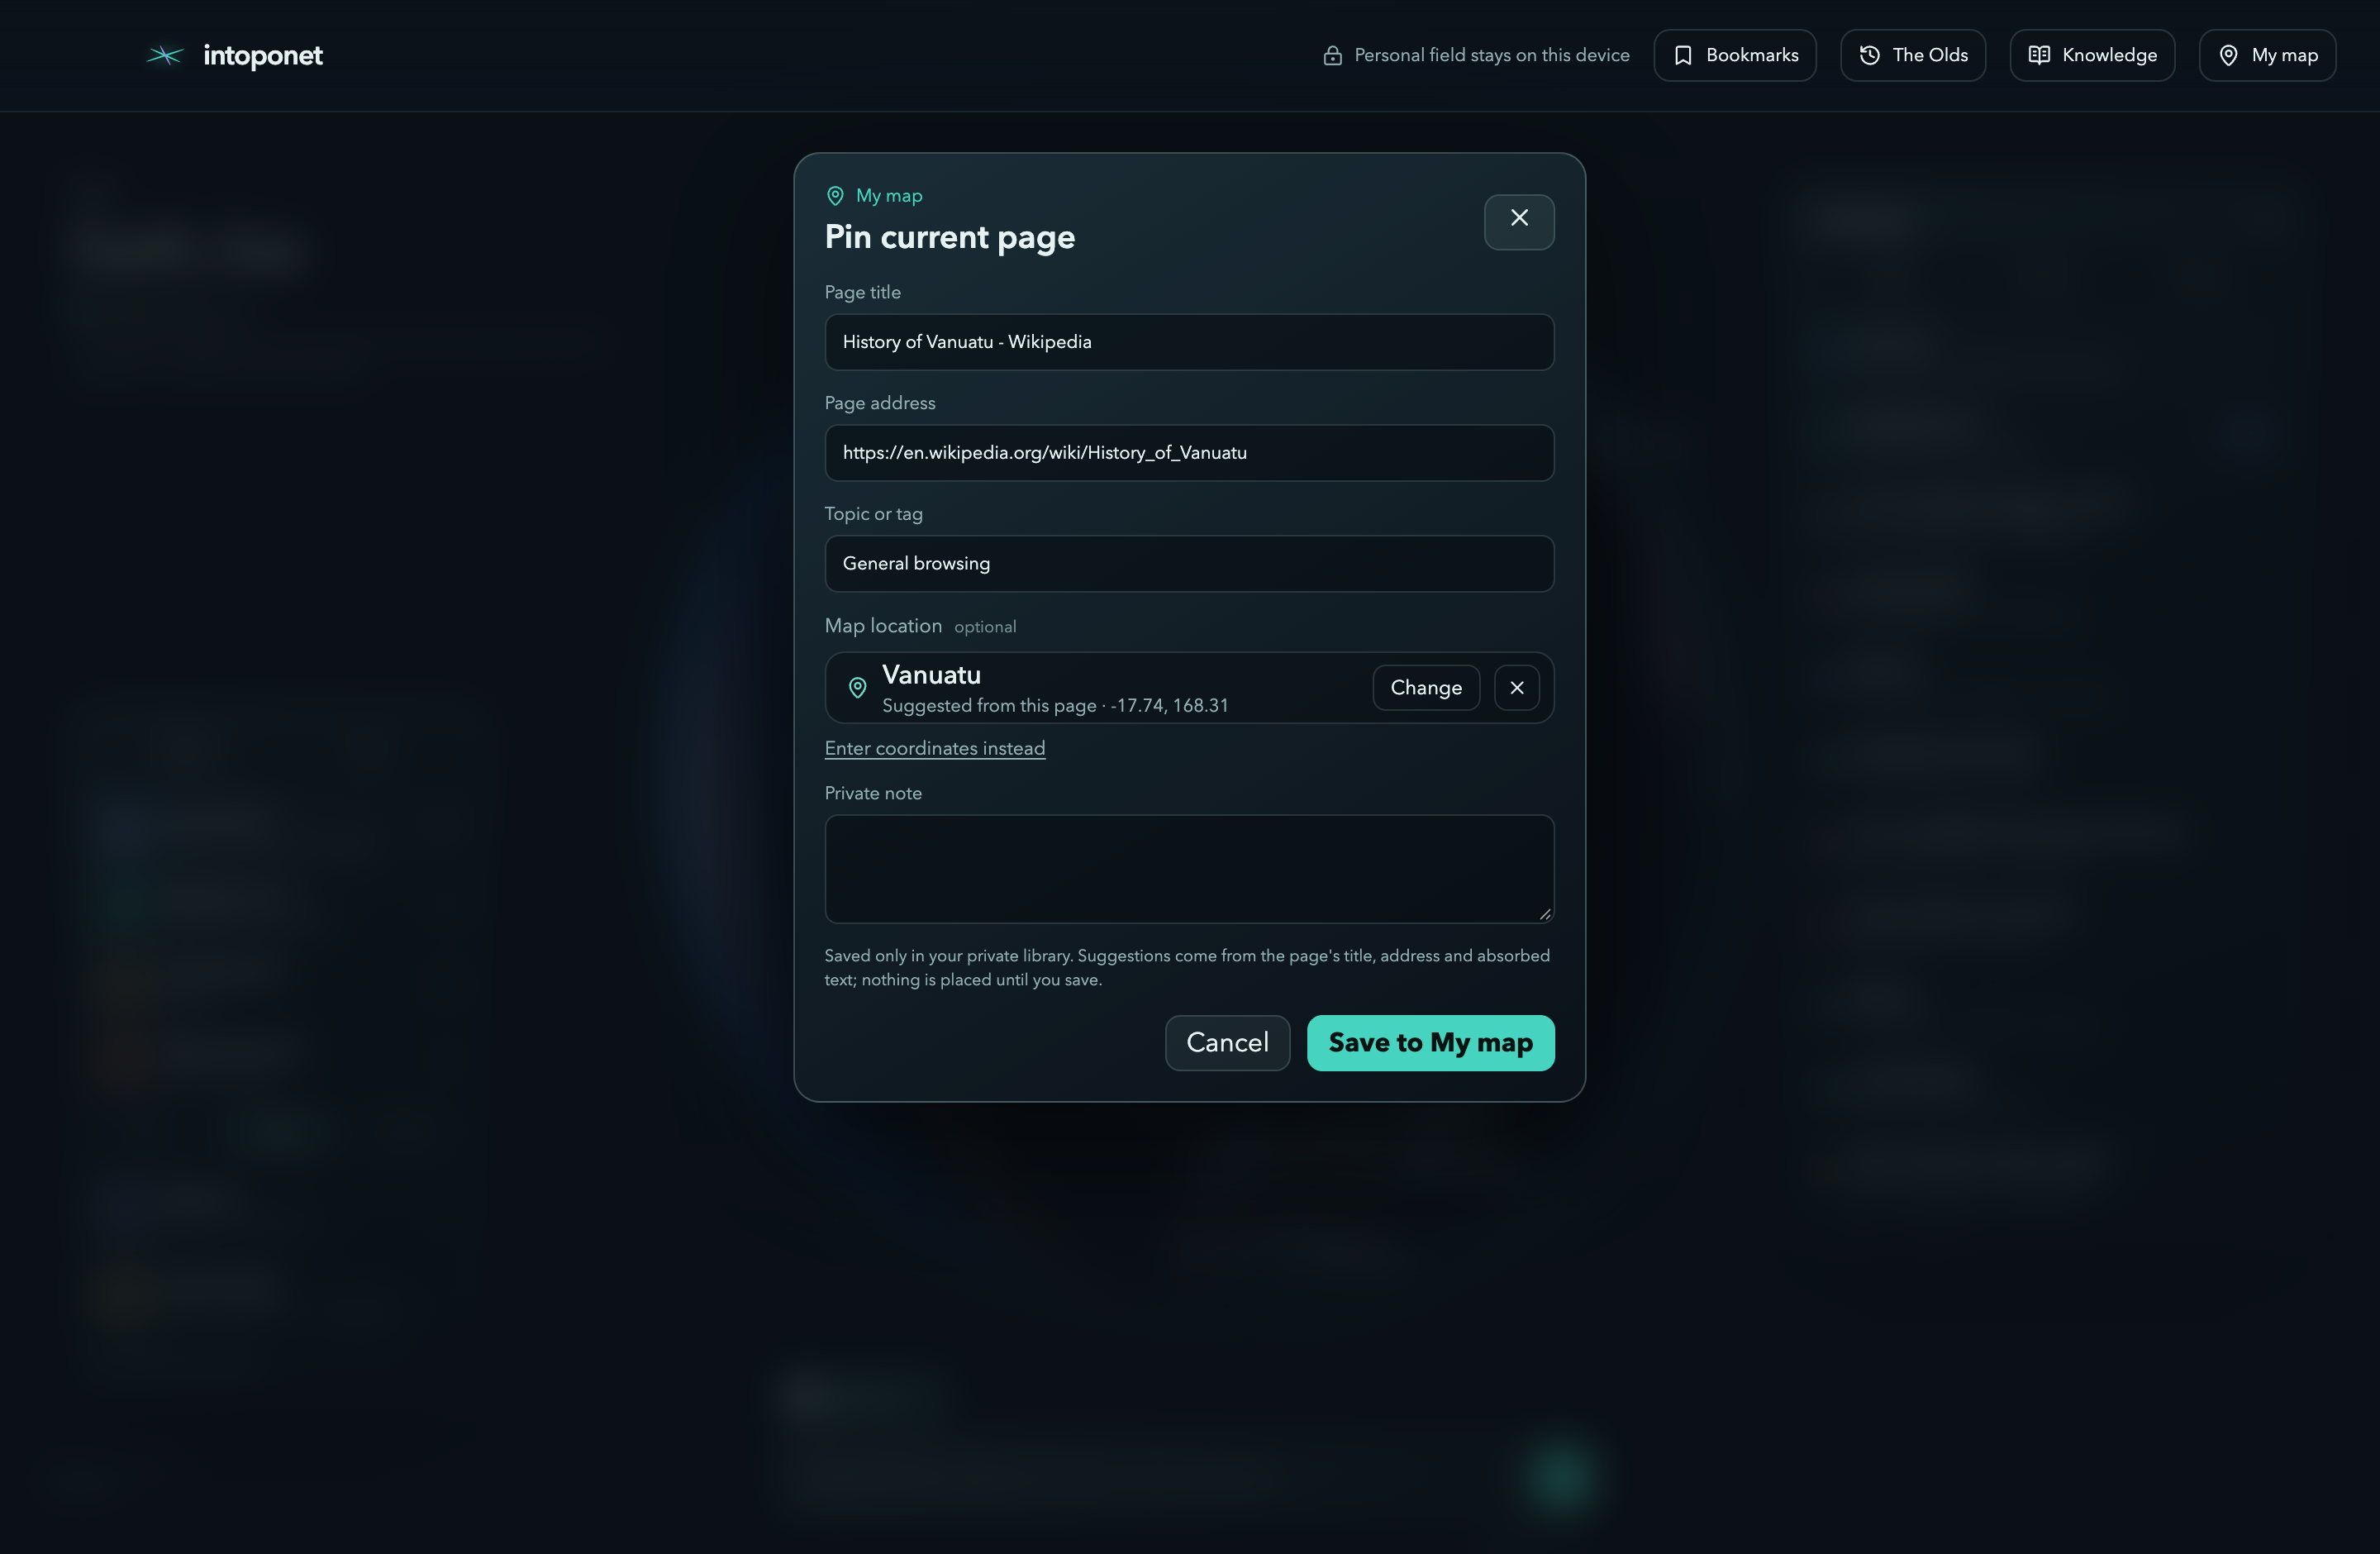 intoponet
Personal field stays on this device
Bookmarks
The Olds
Knowledge
My map
My map
Pin current page
Page title
History of Vanuatu - Wikipedia
Page address
https://en.wikipedia.org/wiki/History_of_Vanuatu
Topic or tag
General browsing
Map location optional
Vanuatu
Suggested from this page · -17.74, 168.31
Change
Enter coordinates instead
Private note
Saved only in your private library. Suggestions come from the page's title, address and absorbed
text; nothing is placed until you save.
Cancel
Save to My map